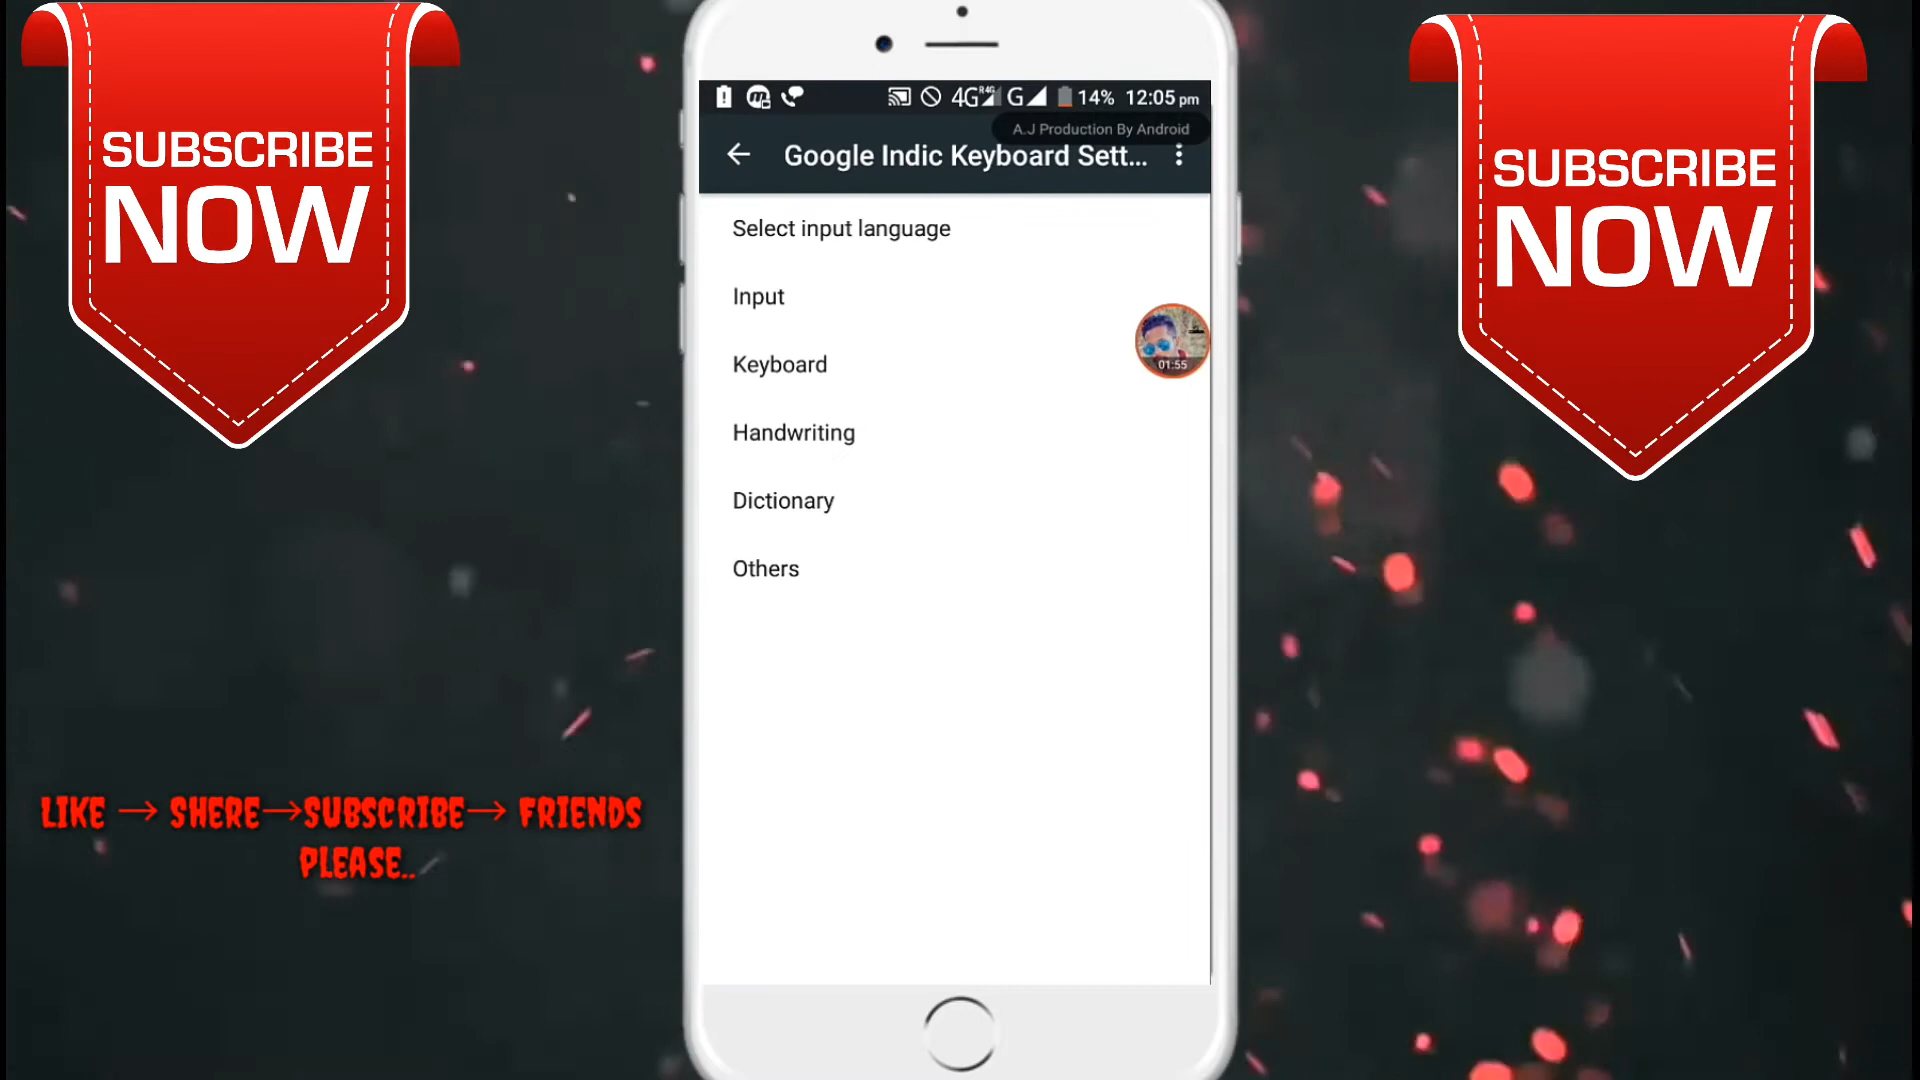 SUBSCRIBE
NOW
SUBSCRIBE
NOW
4G R4G G 14% 12:05 pm
A.J Production By Android
Google Indic Keyboard Sett...
Select input language
Input
Keyboard
01:55
Handwriting
Dictionary
Others
LIKE → SHERE→SUBSCRIBE→ FRIENDS
PLEASE..